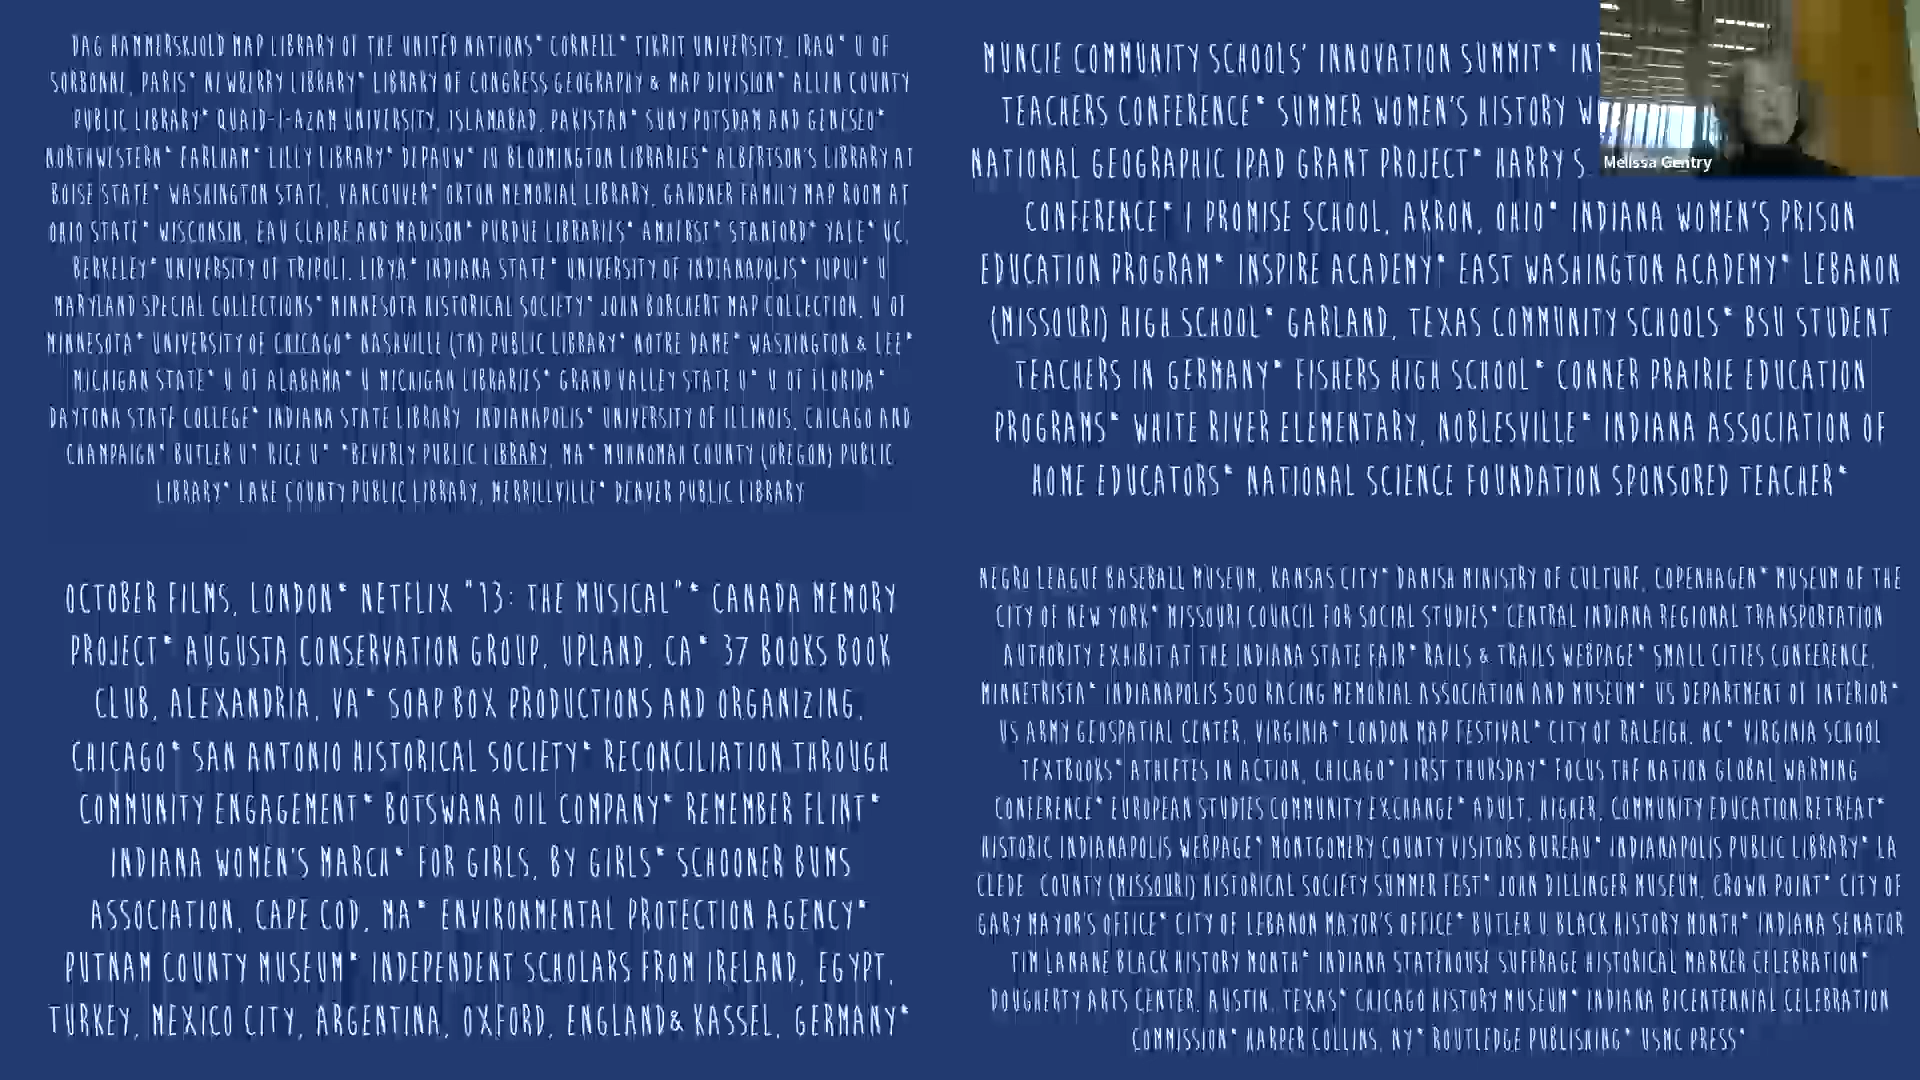 DAG HAMMERSKJOLD MAP LIBRARY OF THE UNITED NATIONS* CORNELL* TIKRIT UNIVERSITY, IRAQ* U OF
SORBONNE, PARIS* NEWBERRY LIBRARY* LIBRARY OF CONGRESS GEOGRAPHY & MAP DIVISION* ALLEN COUNTY
PUBLIC LIBRARY* QUAID-I-AZAM UNIVERSITY, ISLAMABAD, PAKISTAN* SUNY POTSDAM AND GENESEO*
NORTHWESTERN* EARLHAM* LILLY LIBRARY* DEPAUW* IU BLOOMINGTON LIBRARIES* ALBERTSON'S LIBRARY AT
BOISE STATE* WASHINGTON STATE, VANCOUVER* ORTON MEMORIAL LIBRARY, GARDNER FAMILY MAP ROOM AT
OHIO STATE* WISCONSIN, EAU CLAIRE AND MADISON* PURDUE LIBRARIES* AMHERST* STANFORD* YALE* UC,
BERKELEY* UNIVERSITY OF TRIPOLI, LIBYA* INDIANA STATE* UNIVERSITY OF INDIANAPOLIS* IUPUI* U
MARYLAND SPECIAL COLLECTIONS* MINNESOTA HISTORICAL SOCIETY* JOHN BORCHERT MAP COLLECTION, U OF
MINNESOTA* UNIVERSITY OF CHICAGO* NASHVILLE (TN) PUBLIC LIBRARY* NOTRE DAME* WASHINGTON & LEE*
MICHIGAN STATE* U OF ALABAMA* U MICHIGAN LIBRARIES* GRAND VALLEY STATE U* U OF FLORIDA*
DAYTONA STATE COLLEGE* INDIANA STATE LIBRARY INDIANAPOLIS* UNIVERSITY OF ILLINOIS, CHICAGO AND
CHAMPAIGN* BUTLER U* RICE U* *BEVERLY PUBLIC LIBRARY, MA* MUHNOMAH COUNTY (OREGON) PUBLIC
LIBRARY* LAKE COUNTY PUBLIC LIBRARY, MERRILLVILLE* DENVER PUBLIC LIBRARY
MUNCIE COMMUNITY SCHOOLS' INNOVATION SUMMIT*
TEACHERS CONFERENCE* SUMMER WOMEN'S HISTORY
NATIONAL GEOGRAPHIC IPAD GRANT PROJECT* HARRY S.
CONFERENCE* I PROMISE SCHOOL, AKRON, OHIO* INDIANA WOMEN'S PRISON
EDUCATION PROGRAM* INSPIRE ACADEMY* EAST WASHINGTON ACADEMY* LEBANON
(MISSOURI) HIGH SCHOOL* GARLAND, TEXAS COMMUNITY SCHOOLS* BSU STUDENT
TEACHERS IN GERMANY* FISHERS HIGH SCHOOL* CONNER PRAIRIE EDUCATION
PROGRAMS* WHITE RIVER ELEMENTARY, NOBLESVILLE* INDIANA ASSOCIATION OF
HOME EDUCATORS* NATIONAL SCIENCE FOUNDATION SPONSORED TEACHER*
Melissa Gentry
OCTOBER FILMS, LONDON* NETFLIX "13: THE MUSICAL"* CANADA MEMORY
PROJECT* AUGUSTA CONSERVATION GROUP, UPLAND, CA* 37 BOOKS BOOK
CLUB, ALEXANDRIA, VA* SOAP BOX PRODUCTIONS AND ORGANIZING,
CHICAGO* SAN ANTONIO HISTORICAL SOCIETY* RECONCILIATION THROUGH
COMMUNITY ENGAGEMENT* BOTSWANA OIL COMPANY* REMEMBER FLINT*
INDIANA WOMEN'S MARCH* FOR GIRLS, BY GIRLS* SCHOONER BUMS
ASSOCIATION, CAPE COD, MA* ENVIRONMENTAL PROTECTION AGENCY*
PUTNAM COUNTY MUSEUM* INDEPENDENT SCHOLARS FROM IRELAND, EGYPT,
TURKEY, MEXICO CITY, ARGENTINA, OXFORD, ENGLAND& KASSEL, GERMANY*
NEGRO LEAGUE BASEBALL MUSEUM, KANSAS CITY* DANISH MINISTRY OF CULTURE, COPENHAGEN* MUSEUM OF THE
CITY OF NEW YORK* MISSOURI COUNCIL FOR SOCIAL STUDIES* CENTRAL INDIANA REGIONAL TRANSPORTATION
AUTHORITY EXHIBIT AT THE INDIANA STATE FAIR* RAILS & TRAILS WEBPAGE* SMALL CITIES CONFERENCE,
MINNETRISTA* INDIANAPOLIS 500 RACING MEMORIAL ASSOCIATION AND MUSEUM* US DEPARTMENT OF INTERIOR*
US ARMY GEOSPATIAL CENTER, VIRGINIA* LONDON MAP FESTIVAL* CITY OF RALEIGH, NC* VIRGINIA SCHOOL
TEXTBOOKS* ATHLETES IN ACTION, CHICAGO* FIRST THURSDAY* FOCUS THE NATION GLOBAL WARMING
CONFERENCE* EUROPEAN STUDIES COMMUNITY EXCHANGE* ADULT, HIGHER, COMMUNITY EDUCATION RETREAT*
HISTORIC INDIANAPOLIS WEBPAGE* MONTGOMERY COUNTY VISITORS BUREAU* INDIANAPOLIS PUBLIC LIBRARY* LA
CLEDE COUNTY (MISSOURI) HISTORICAL SOCIETY SUMMER FEST* JOHN DILLINGER MUSEUM, CROWN POINT* CITY OF
GARY MAYOR'S OFFICE* CITY OF LEBANON MAYOR'S OFFICE* BUTLER U BLACK HISTORY MONTH* INDIANA SENATOR
TIM LANANE BLACK HISTORY MONTH* INDIANA STATEHOUSE SUFFRAGE HISTORICAL MARKER CELEBRATION*
DOUGHERTY ARTS CENTER, AUSTIN, TEXAS* CHICAGO HISTORY MUSEUM* INDIANA BICENTENNIAL CELEBRATION
COMMISSION* HARPER COLLINS, NY* ROUTLEDGE PUBLISHING* USMC PRESS*